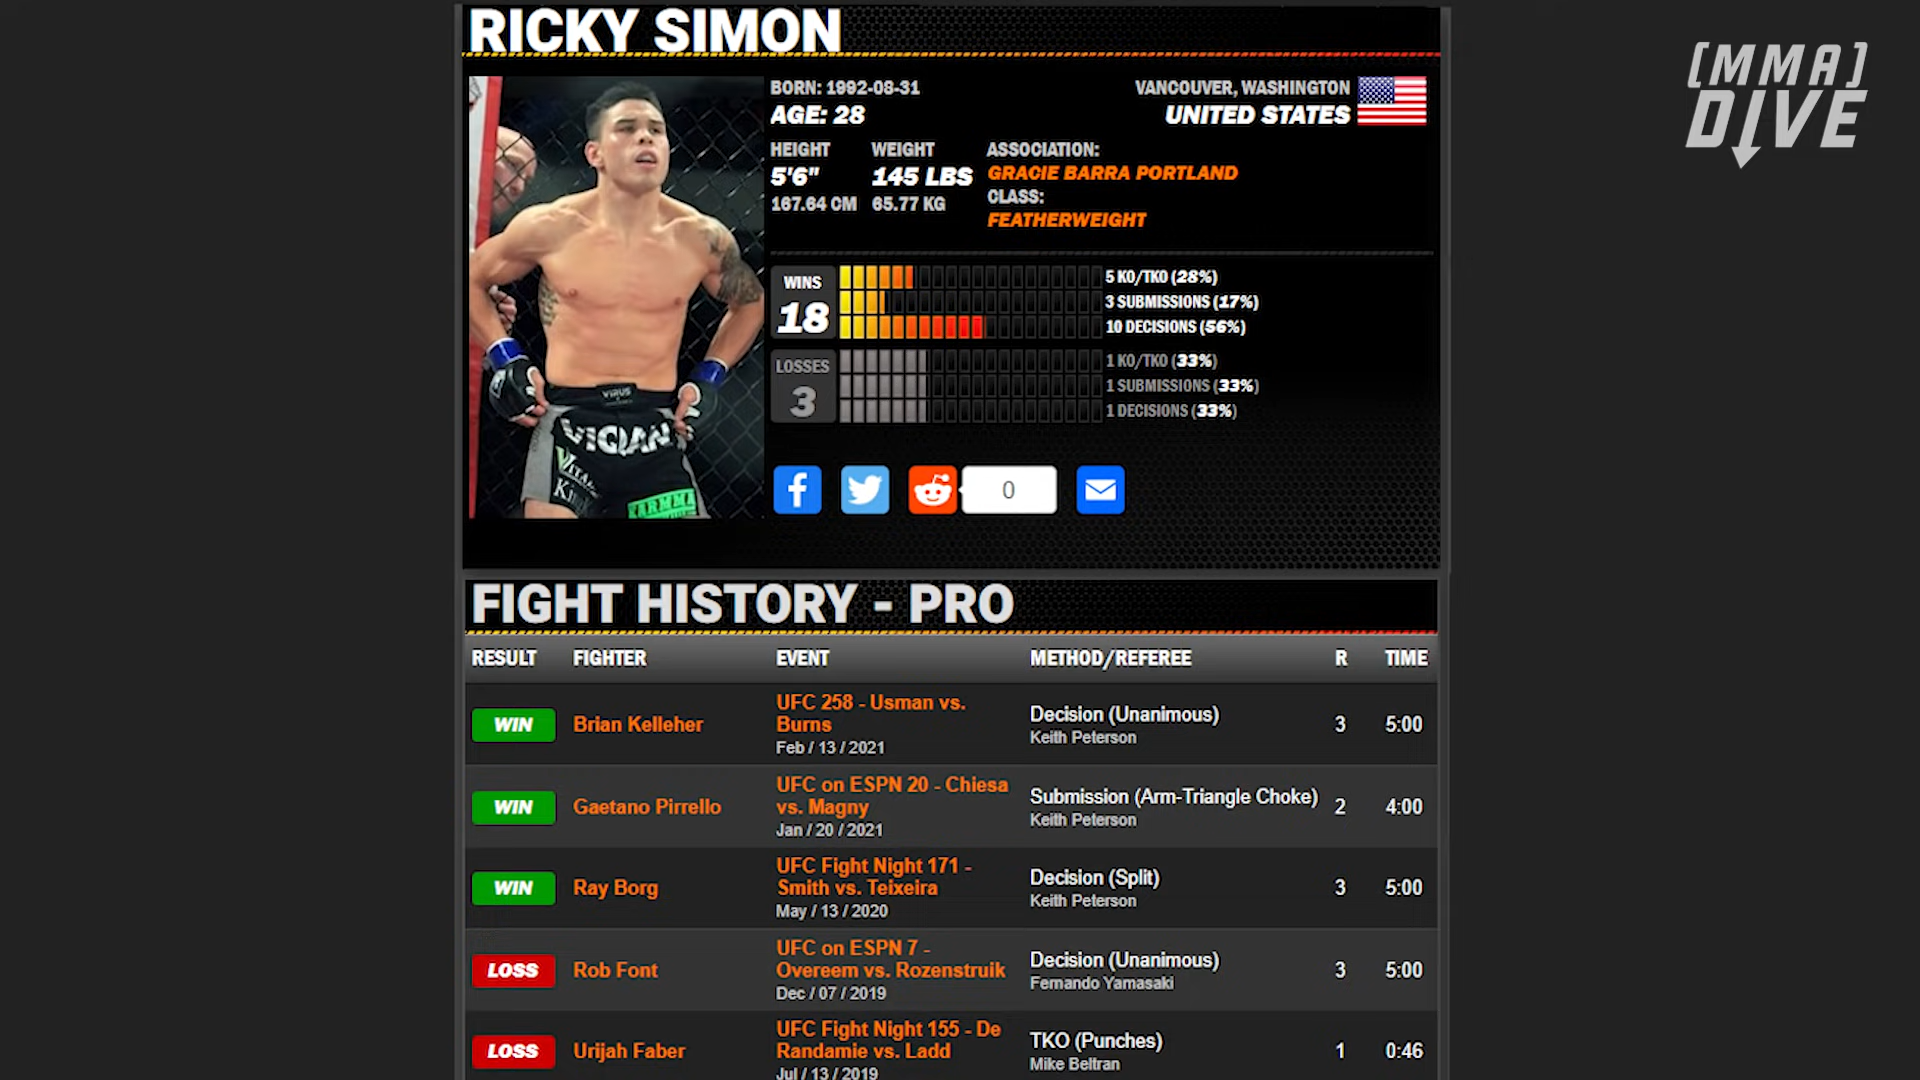 RICKY SIMON
[MMA]
DIVE
BORN: 1992-08-31
AGE: 28
VANCOUVER, WASHINGTON
UNITED STATES
HEIGHT
5'6"
167.64 CM
WEIGHT
145 LBS
65.77 KG
ASSOCIATION:
GRACIE BARRA PORTLAND
CLASS:
FEATHERWEIGHT
WINS
18
5 KO/TKO (28%)
3 SUBMISSIONS (17%)
10 DECISIONS (56%)
LOSSES
3
1 KO/TKO (33%)
1 SUBMISSIONS (33%)
1 DECISIONS (33%)
VIRUS
KARMMA
0
FIGHT HISTORY - PRO
RESULT FIGHTER EVENT METHOD/REFEREE R TIME
WIN Brian Kelleher
UFC 258 - Usman vs.
Burns
Feb / 13 / 2021
Decision (Unanimous)
Keith Peterson
3 5:00
WIN Gaetano Pirrello
UFC on ESPN 20 - Chiesa
vs. Magny
Jan / 20 / 2021
Submission (Arm-Triangle Choke)
Keith Peterson
2 4:00
WIN Ray Borg
UFC Fight Night 171 -
Smith vs. Teixeira
May / 13 / 2020
Decision (Split)
Keith Peterson
3 5:00
LOSS Rob Font
UFC on ESPN 7 -
Overeem vs. Rozenstruik
Dec / 07 / 2019
Decision (Unanimous)
Fernando Yamasaki
3 5:00
LOSS Urijah Faber
UFC Fight Night 155 - De
Randamie vs. Ladd
Jul / 13 / 2019
TKO (Punches)
Mike Beltran
1 0:46